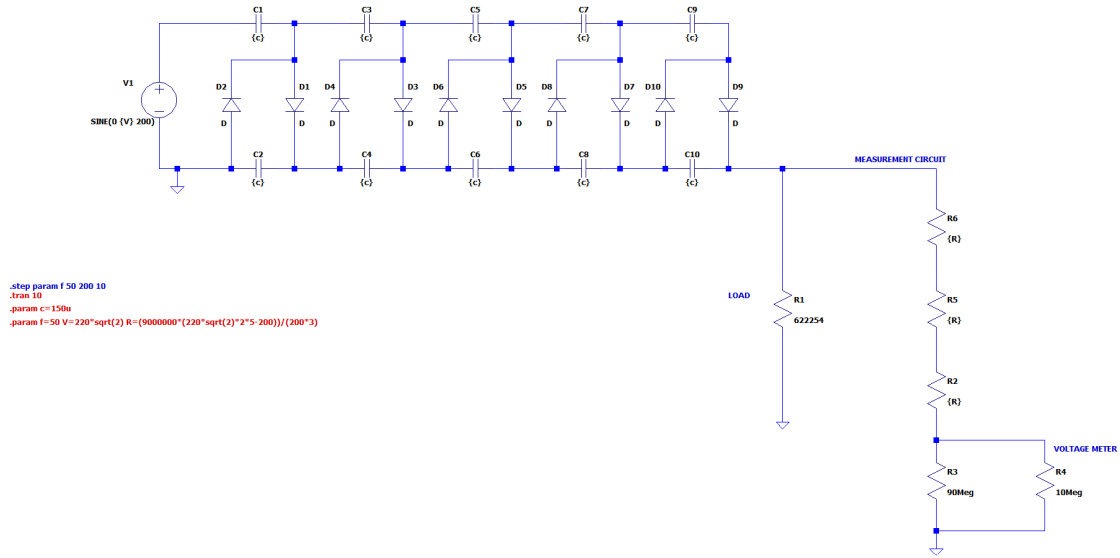 C1 C3 C5 C7 C9
{c} {c} {c} {c} {c}
V1 D2 D1 D4 D3 D6 D5 D8 D7 D10 D9
SINE(0 {V} 200) D D D D D D D D D D
C2 C4 C6 C8 C10
{c} {c} {c} {c} {c}
MEASUREMENT CIRCUIT
R6
{R}
.step param f 50 200 10
.tran 10
.param c=150u
.param f=50 V=220*sqrt(2) R=(9000000*(220*sqrt(2)*2*5-200))/(200*3)
LOAD
R1
622254
R5
{R}
R2
{R}
VOLTAGE METER
R3 R4
90Meg 10Meg